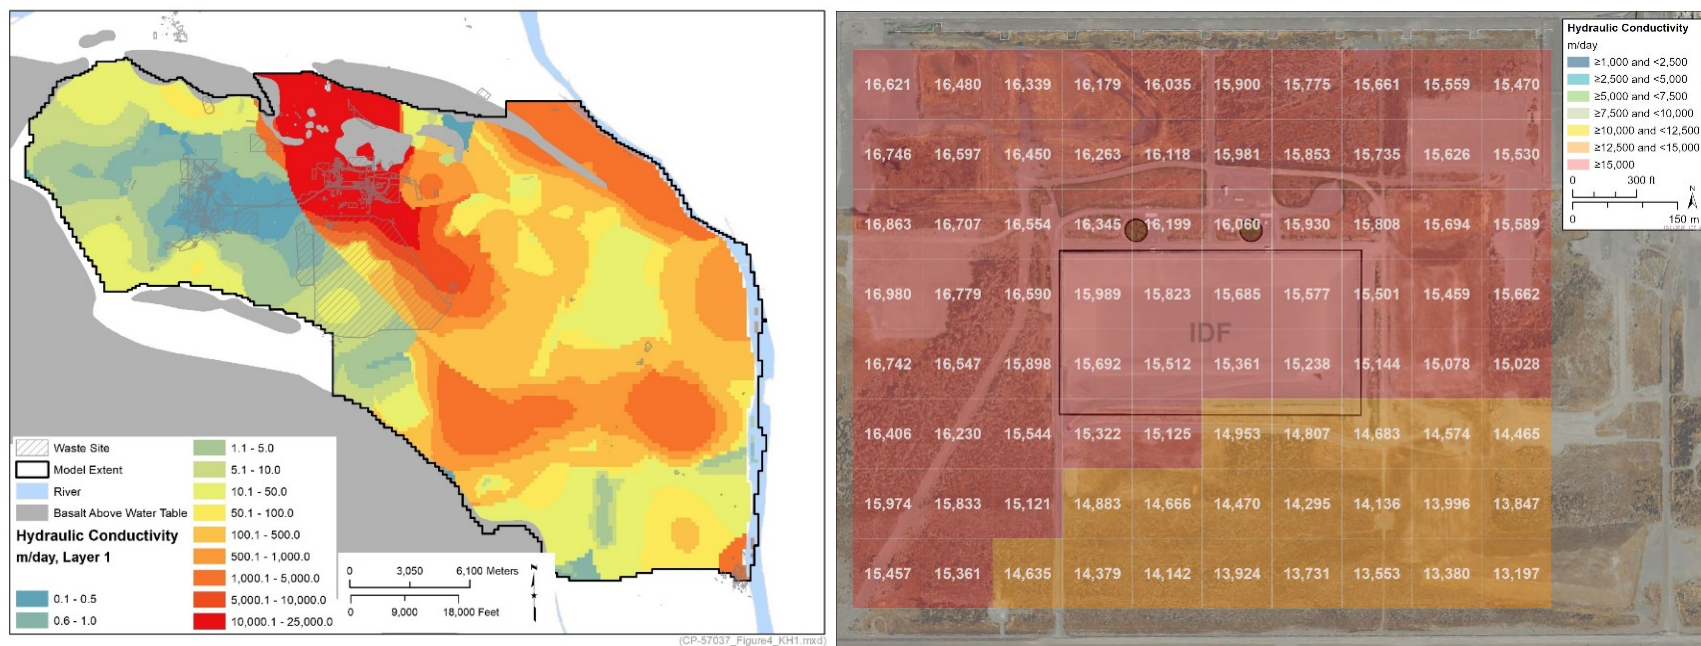 Waste Site
Model Extent
River
Basalt Above Water Table
Hydraulic Conductivity
m/day, Layer 1
0.1 - 0.5
0.6 - 1.0
1.1 - 5.0
5.1 - 10.0
10.1 - 50.0
50.1 - 100.0
100.1 - 500.0
500.1 - 1,000.0
1,000.1 - 5,000.0
5,000.1 - 10,000.0
10,000.1 - 25,000.0
0 3,050 6,100 Meters
0 9,000 18,000 Feet
N
(CP-57037_Figure4_KH1.mxd)
Hydraulic Conductivity
m/day
≥1,000 and <2,500
≥2,500 and <5,000
≥5,000 and <7,500
≥7,500 and <10,000
≥10,000 and <12,500
≥12,500 and <15,000
≥15,000
0 300 ft
N
0 150 m
16,621 16,480 16,339 16,179 16,035 15,900 15,775 15,661 15,559 15,470
16,746 16,597 16,450 16,263 16,118 15,981 15,853 15,735 15,626 15,530
16,863 16,707 16,554 16,345 16,199 16,060 15,930 15,808 15,694 15,589
16,980 16,779 16,590 15,989 15,823 15,685 15,577 15,501 15,459 15,662
IDF
16,742 16,547 15,898 15,692 15,512 15,361 15,238 15,144 15,078 15,028
16,406 16,230 15,544 15,322 15,125 14,953 14,807 14,683 14,574 14,465
15,974 15,833 15,121 14,883 14,666 14,470 14,295 14,136 13,996 13,847
15,457 15,361 14,635 14,379 14,142 13,924 13,731 13,553 13,380 13,197